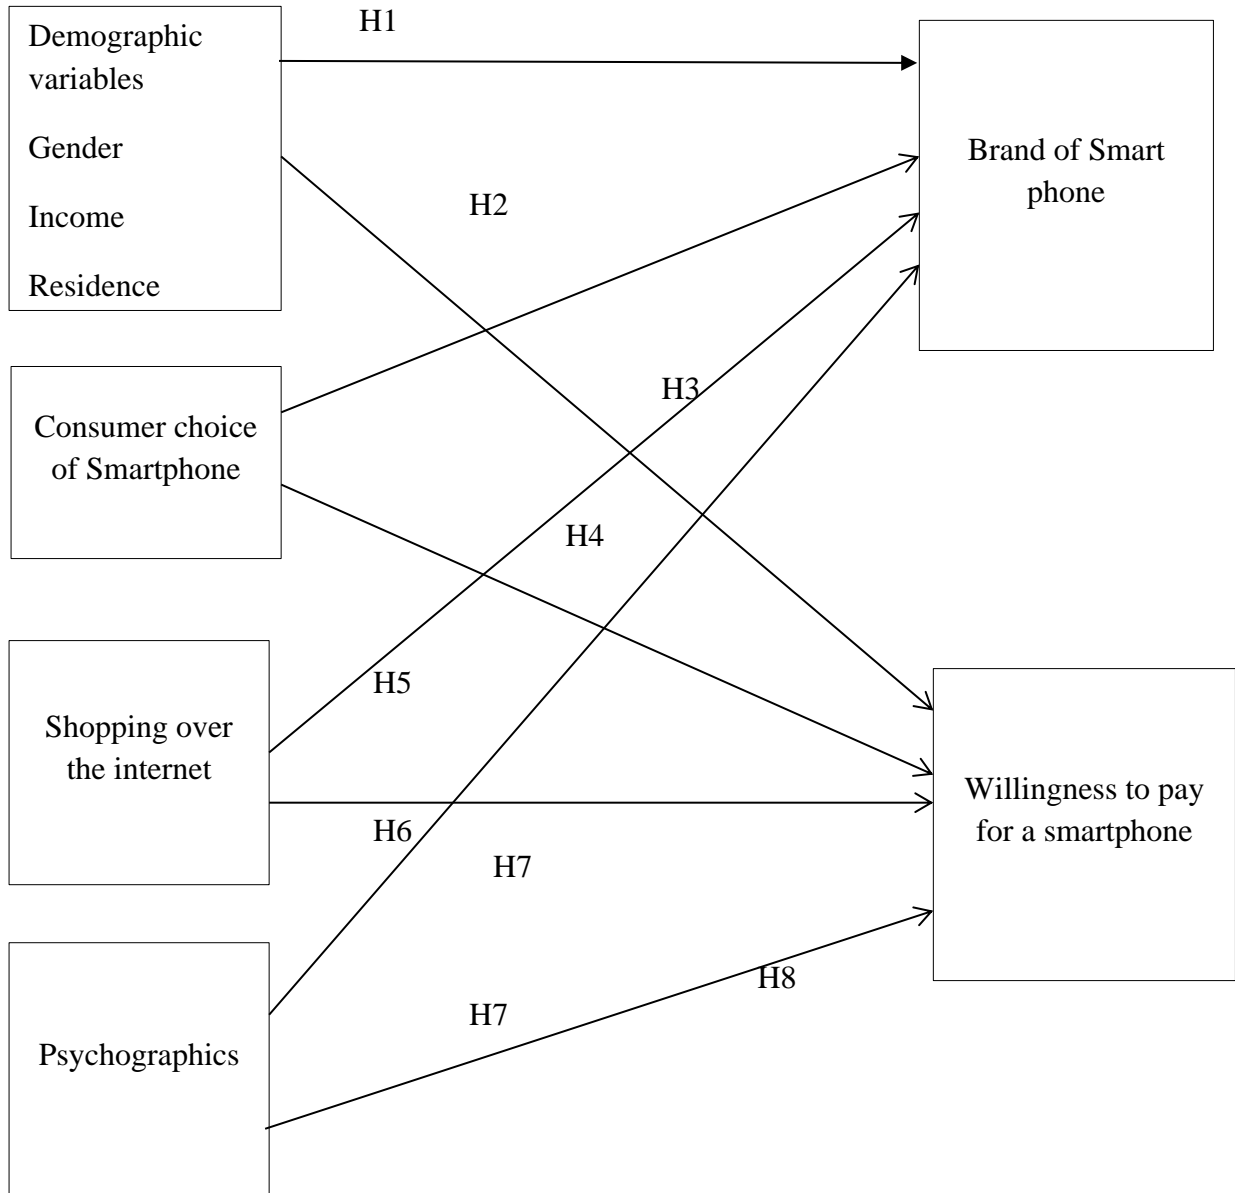 H1
Demographic
variables
Gender
Income
Residence
Brand of Smart
phone
H2
H3
Consumer choice
of Smartphone
H4
H5
Shopping over
the internet
Willingness to pay
for a smartphone
H6
H7
H8
H7
Psychographics